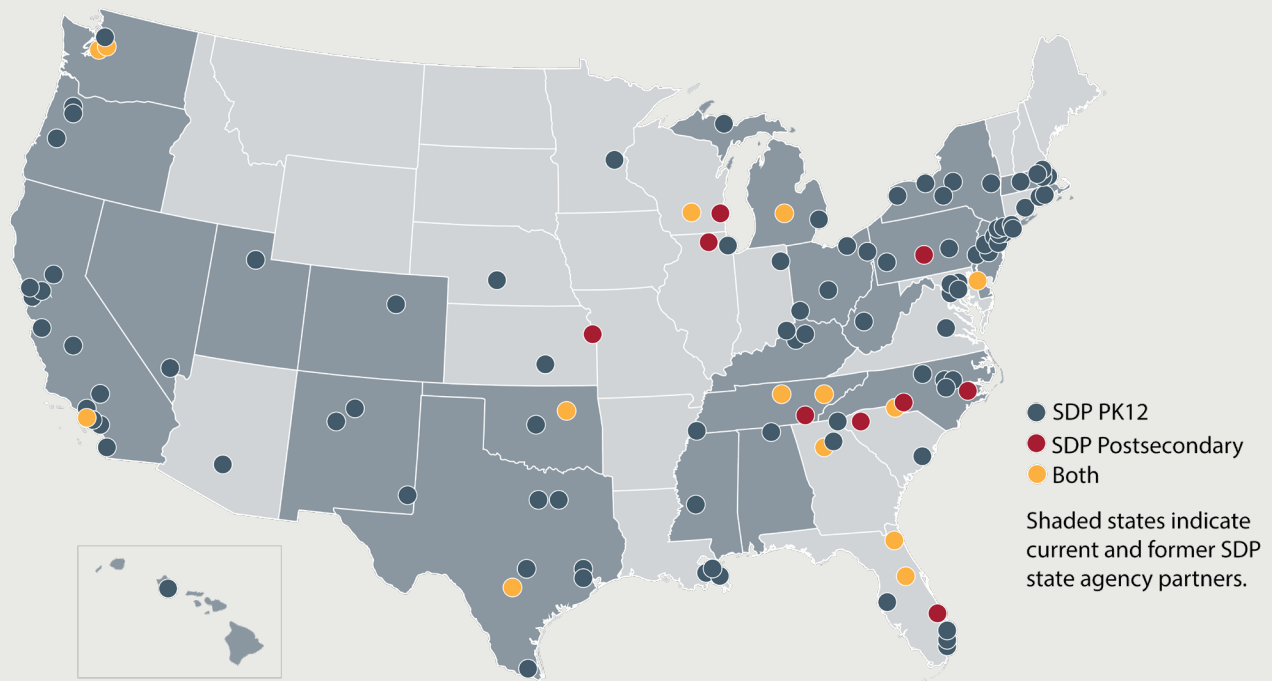 SDP PK12
SDP Postsecondary
Both
Shaded states indicate
current and former SDP
state agency partners.